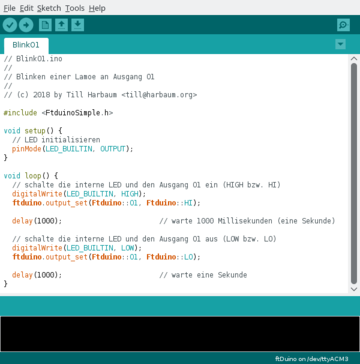 File Edit Sketch Tools Help
Blink01
// Blink01.ino
//
// Blinken einer Lamoe an Ausgang O1
//
// (c) 2018 by Till Harbaum <till@harbaum.org>
#include <FtduinoSimple.h>
void setup() {
// LED initialisieren
pinMode(LED_BUILTIN, OUTPUT);
}
void loop() {
// schalte die interne LED und den Ausgang O1 ein (HIGH bzw. HI)
digitalWrite(LED_BUILTIN, HIGH);
ftduino.output_set(Ftduino::O1, Ftduino::HI);
delay(1000); // warte 1000 Millisekunden (eine Sekunde)
// schalte die interne LED und den Ausgang O1 aus (LOW bzw. LO)
digitalWrite(LED_BUILTIN, LOW);
ftduino.output_set(Ftduino::O1, Ftduino::LO);
delay(1000); // warte eine Sekunde
}
ftDuino on /dev/ttyACM3